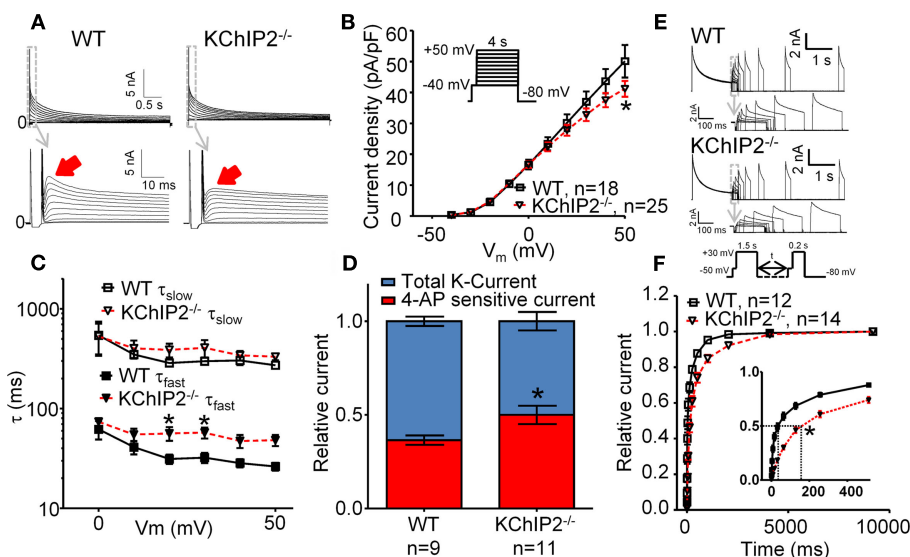 A
WT
KChIP2-/-
5 nA
0.5 s
0
5 nA
10 ms
0
B
Current density (pA/pF)
60
50
40
30
20
10
0
-50
0
50
Vm (mV)
4 s
+50 mV
-40 mV
-80 mV
*
WT, n=18
KChIP2-/-, n=25
C
τ (ms)
1000
100
10
0
50
Vm (mV)
WT τslow
KChIP2-/- τslow
WT τfast
KChIP2-/- τfast
* *
D
Relative current
1.0
0.5
0.0
Total K-Current
4-AP sensitive current
*
WT
n=9
KChIP2-/-
n=11
E
WT
2 nA
1 s
2 nA
100 ms
KChIP2-/-
2 nA
1 s
2 nA
100 ms
1.5 s
0.2 s
+30 mV
-50 mV
t
-80 mV
F
Relative current
1.2
1.0
0.8
0.6
0.4
0.2
0.0
0
5000
10000
Time (ms)
WT, n=12
KChIP2-/-, n=14
1.0
0.5
0.0
0
200
400
*